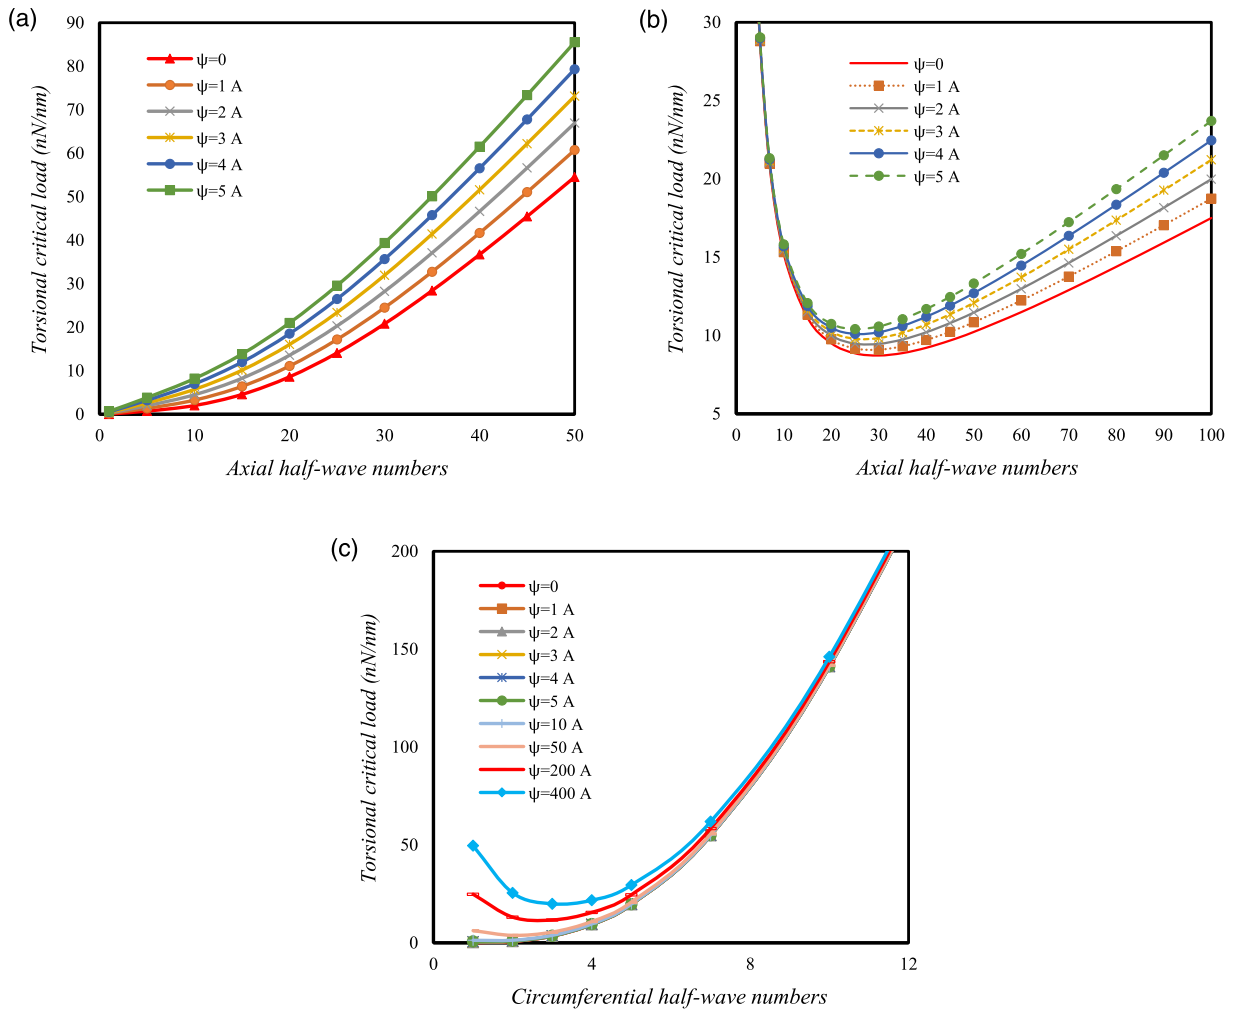 (a)
90
80
70
60
50
40
30
20
10
0
Torsional critical load (nN/nm)
ψ=0
ψ=1 A
ψ=2 A
ψ=3 A
ψ=4 A
ψ=5 A
0 10 20 30 40 50
Axial half-wave numbers
(b)
30
25
20
15
10
5
Torsional critical load (nN/nm)
ψ=0
ψ=1 A
ψ=2 A
ψ=3 A
ψ=4 A
ψ=5 A
0 10 20 30 40 50 60 70 80 90 100
Axial half-wave numbers
(c)
200
150
100
50
0
Torsional critical load (nN/nm)
ψ=0
ψ=1 A
ψ=2 A
ψ=3 A
ψ=4 A
ψ=5 A
ψ=10 A
ψ=50 A
ψ=200 A
ψ=400 A
0 4 8 12
Circumferential half-wave numbers